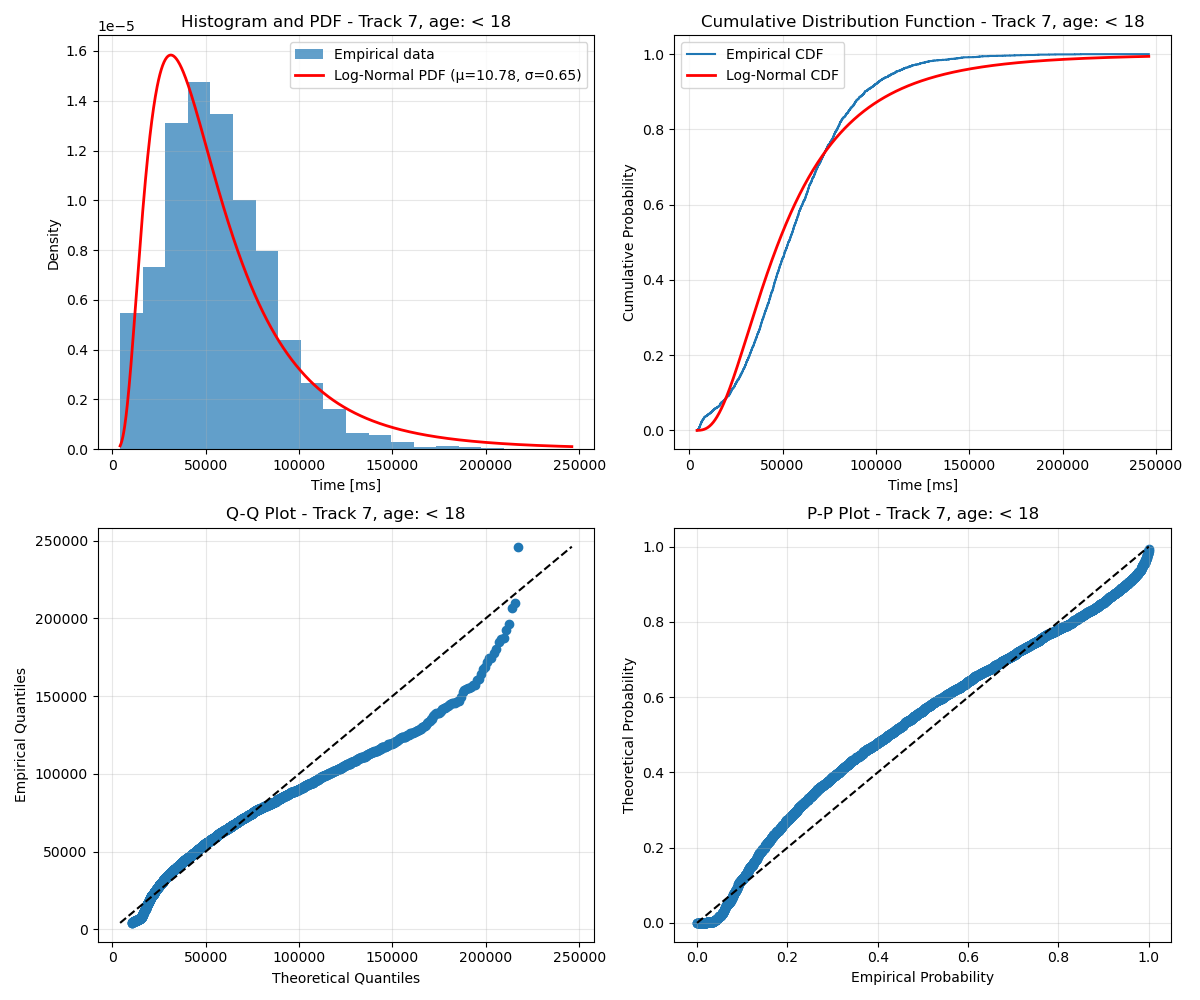 Histogram and PDF - Track 7, age: < 18
1e−5
Empirical data
Log-Normal PDF (μ=10.78, σ=0.65)
1.6
1.4
1.2
1.0
0.8
0.6
0.4
0.2
0.0
Density
0 50000 100000 150000 200000 250000
Time [ms]
Cumulative Distribution Function - Track 7, age: < 18
Empirical CDF
Log-Normal CDF
1.0
0.8
0.6
0.4
0.2
0.0
Cumulative Probability
0 50000 100000 150000 200000 250000
Time [ms]
Q-Q Plot - Track 7, age: < 18
250000
200000
150000
100000
50000
0
Empirical Quantiles
0 50000 100000 150000 200000 250000
Theoretical Quantiles
P-P Plot - Track 7, age: < 18
1.0
0.8
0.6
0.4
0.2
0.0
Theoretical Probability
0.0 0.2 0.4 0.6 0.8 1.0
Empirical Probability